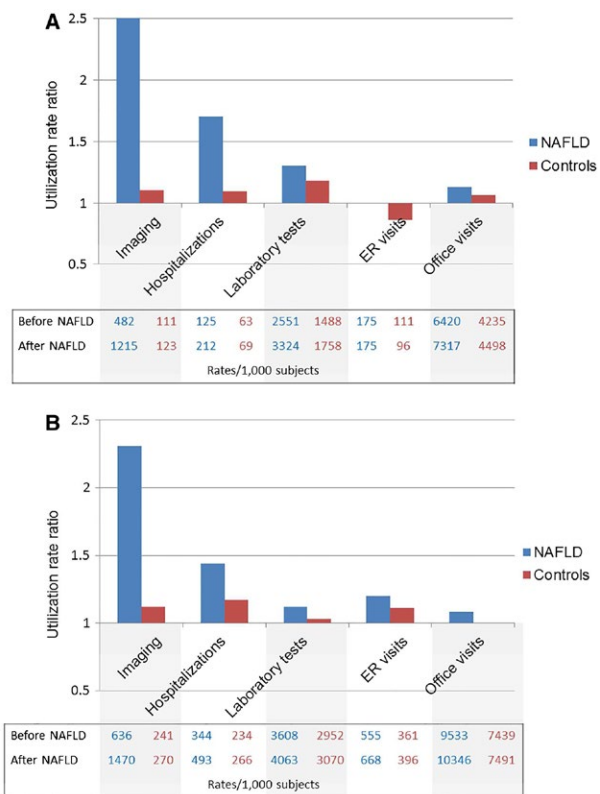 A
Utilization rate ratio
2.5
2
1.5
1
0.5
NAFLD
Controls
Imaging
Hospitalizations
Laboratory tests
ER visits
Office visits
Before NAFLD 482 111 125 63 2551 1488 175 111 6420 4235
After NAFLD 1215 123 212 69 3324 1758 175 96 7317 4498
Rates/1,000 subjects
B
Utilization rate ratio
2.5
2
1.5
1
0.5
NAFLD
Controls
Imaging
Hospitalizations
Laboratory tests
ER visits
Office visits
Before NAFLD 636 241 344 234 3608 2952 555 361 9533 7439
After NAFLD 1470 270 493 266 4063 3070 668 396 10346 7491
Rates/1,000 subjects